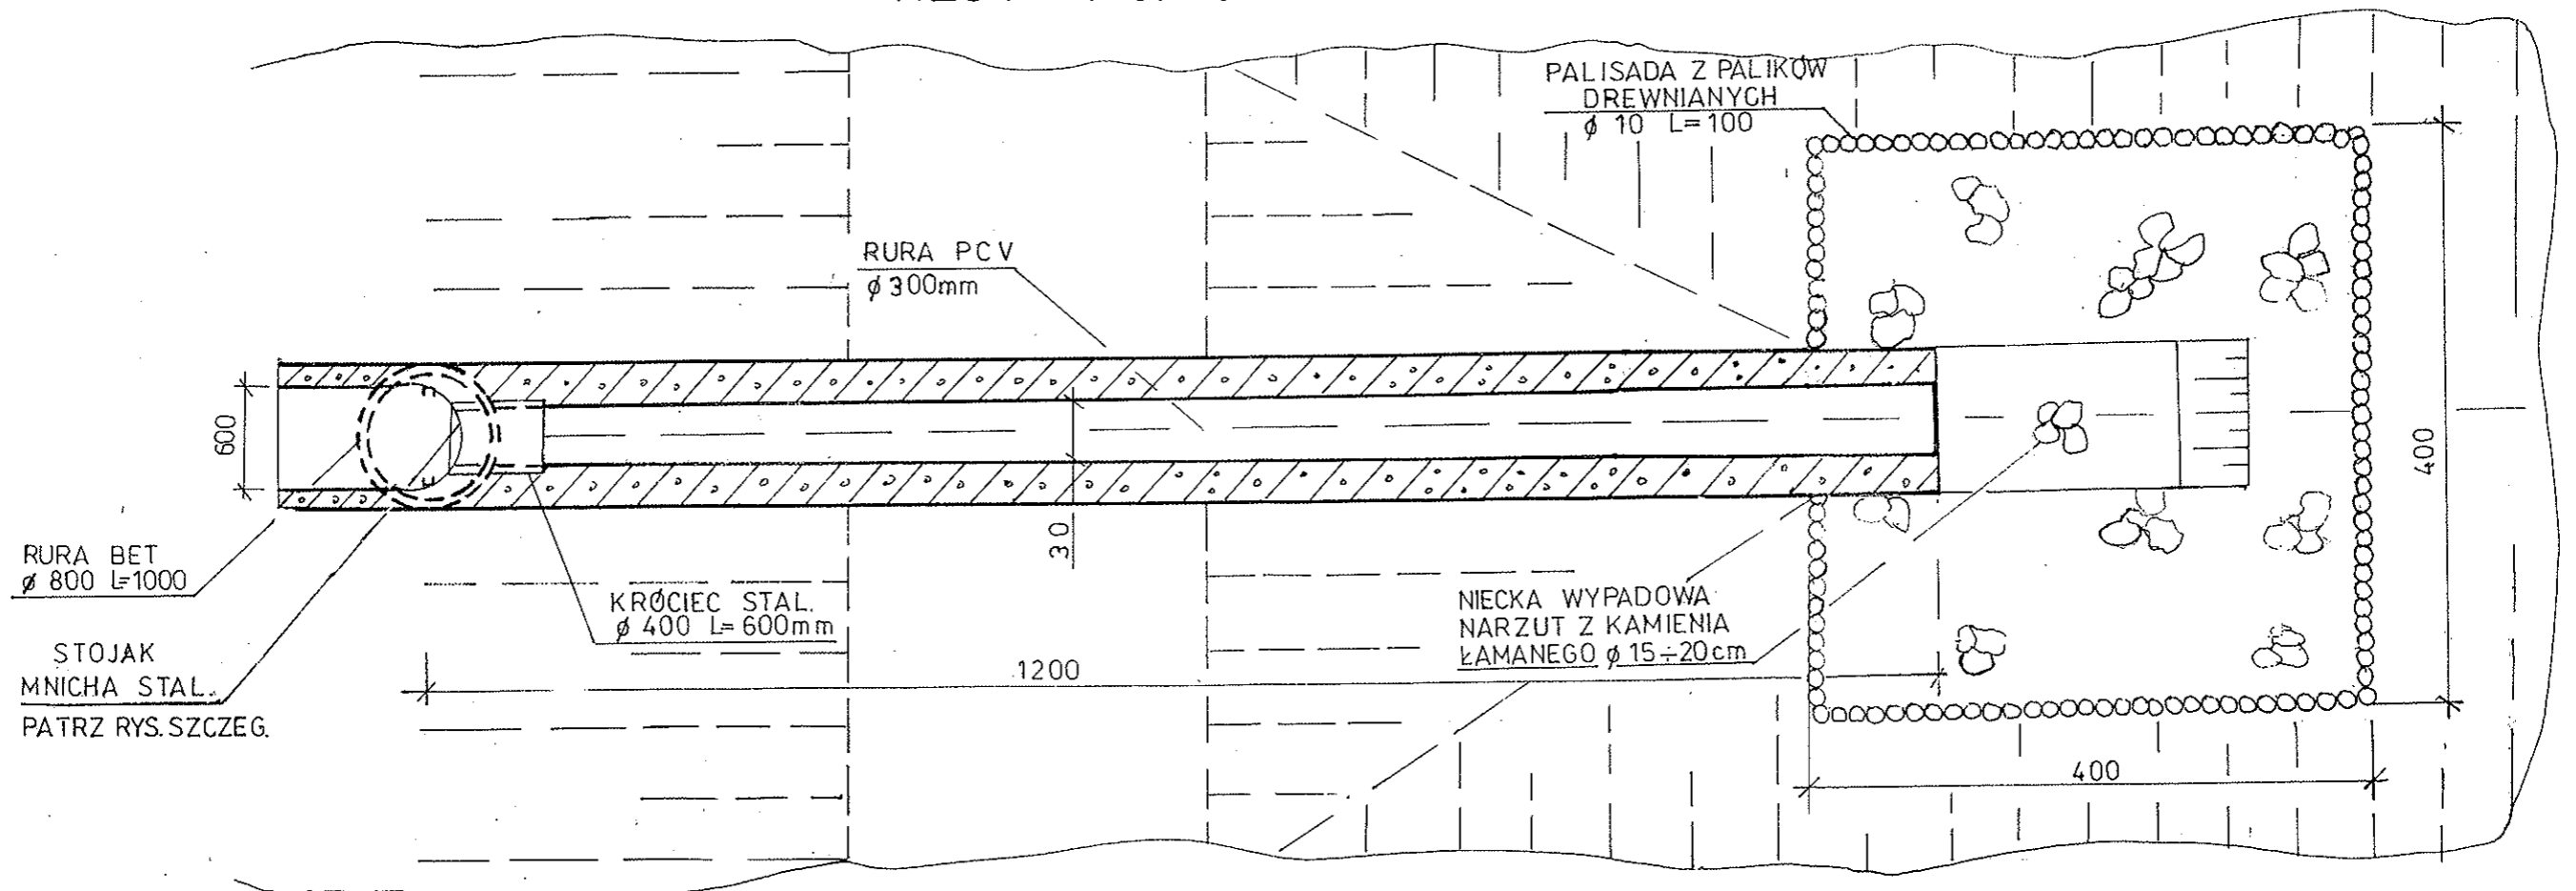 PALISADA Z PALIKÓW
DREWNIANYCH
ø 10 L=100
RURA PCV
ø 300mm
600
400
30
RURA BET
ø 800 L=1000
KRÓCIEC STAL.
ø 400 L=600mm
NIECKA WYPADOWA
NARZUT Z KAMIENIA
ŁAMANEGO ø 15÷20cm
STOJAK
MNICHA STAL.
PATRZ RYS. SZCZEG.
1200
400